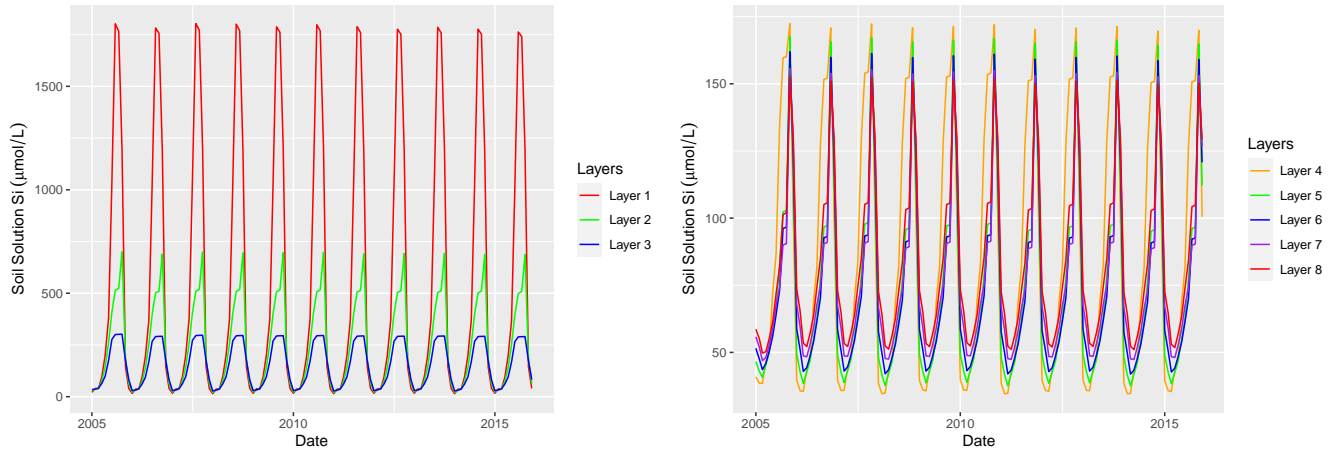 Soil Solution Si (μmol/L)
1500
1000
500
0
2005
2010
2015
Date
Layers
Layer 1
Layer 2
Layer 3
Soil Solution Si (μmol/L)
150
100
50
2005
2010
2015
Date
Layers
Layer 4
Layer 5
Layer 6
Layer 7
Layer 8